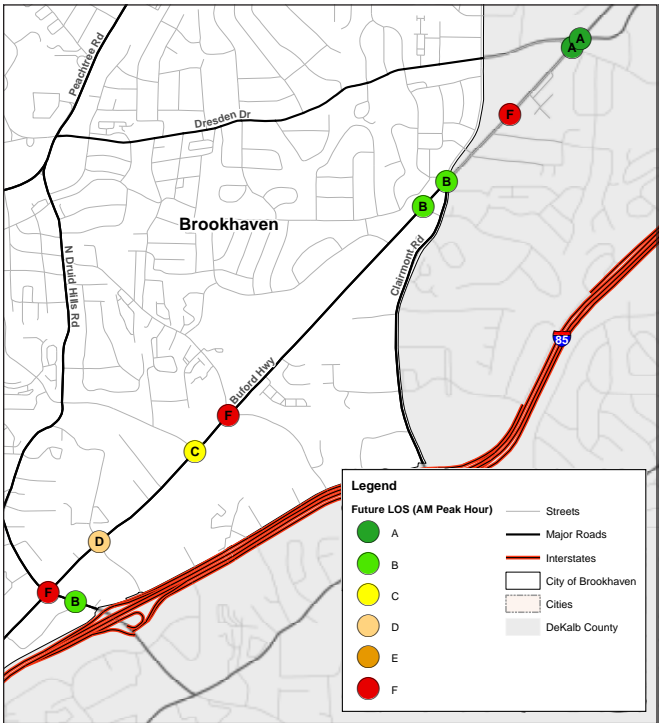 Peachtree Rd
A
A
Dresden Dr
F
B
B
Brookhaven
N Druid Hills Rd
Clairmont Rd
85
Buford Hwy
F
C
D
F
B
Legend
Future LOS (AM Peak Hour)
A
B
C
D
E
F
Streets
Major Roads
Interstates
City of Brookhaven
Cities
DeKalb County